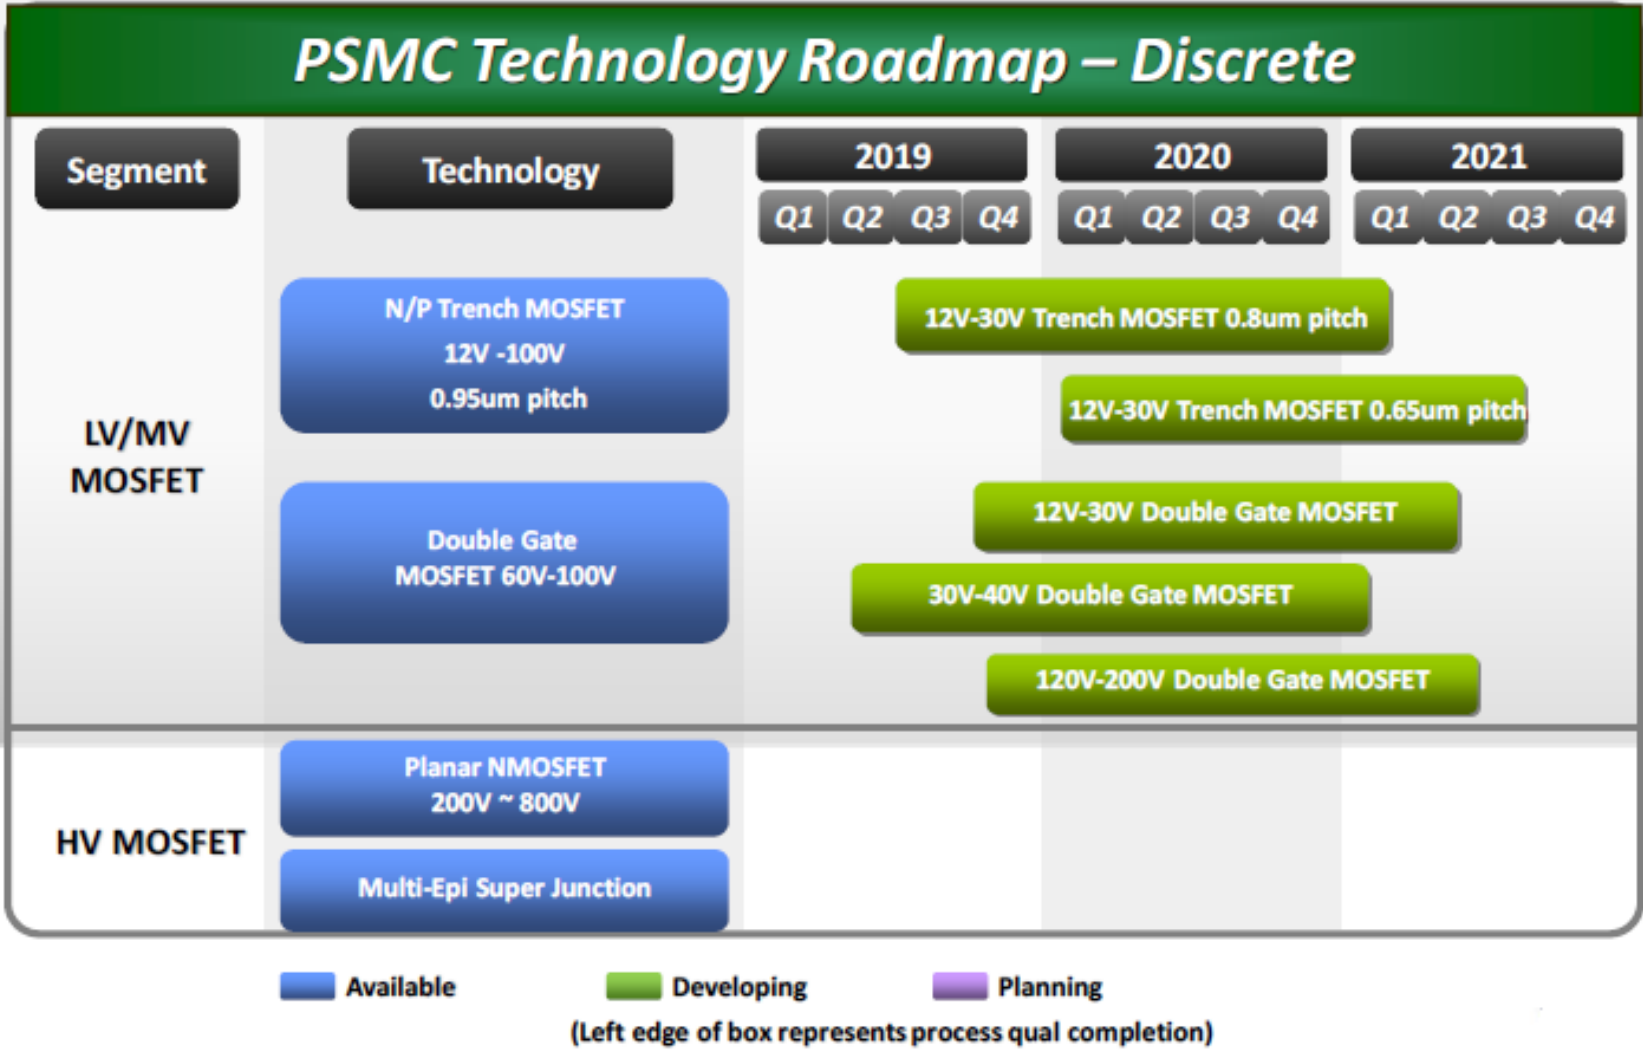 PSMC Technology Roadmap – Discrete
Segment
Technology
2019
2020
2021
Q1 Q2 Q3 Q4
Q1 Q2 Q3 Q4
Q1 Q2 Q3 Q4
LV/MV
MOSFET
N/P Trench MOSFET
12V -100V
0.95um pitch
12V-30V Trench MOSFET 0.8um pitch
12V-30V Trench MOSFET 0.65um pitch
Double Gate
MOSFET 60V-100V
12V-30V Double Gate MOSFET
30V-40V Double Gate MOSFET
120V-200V Double Gate MOSFET
HV MOSFET
Planar NMOSFET
200V ~ 800V
Multi-Epi Super Junction
Available
Developing
Planning
(Left edge of box represents process qual completion)